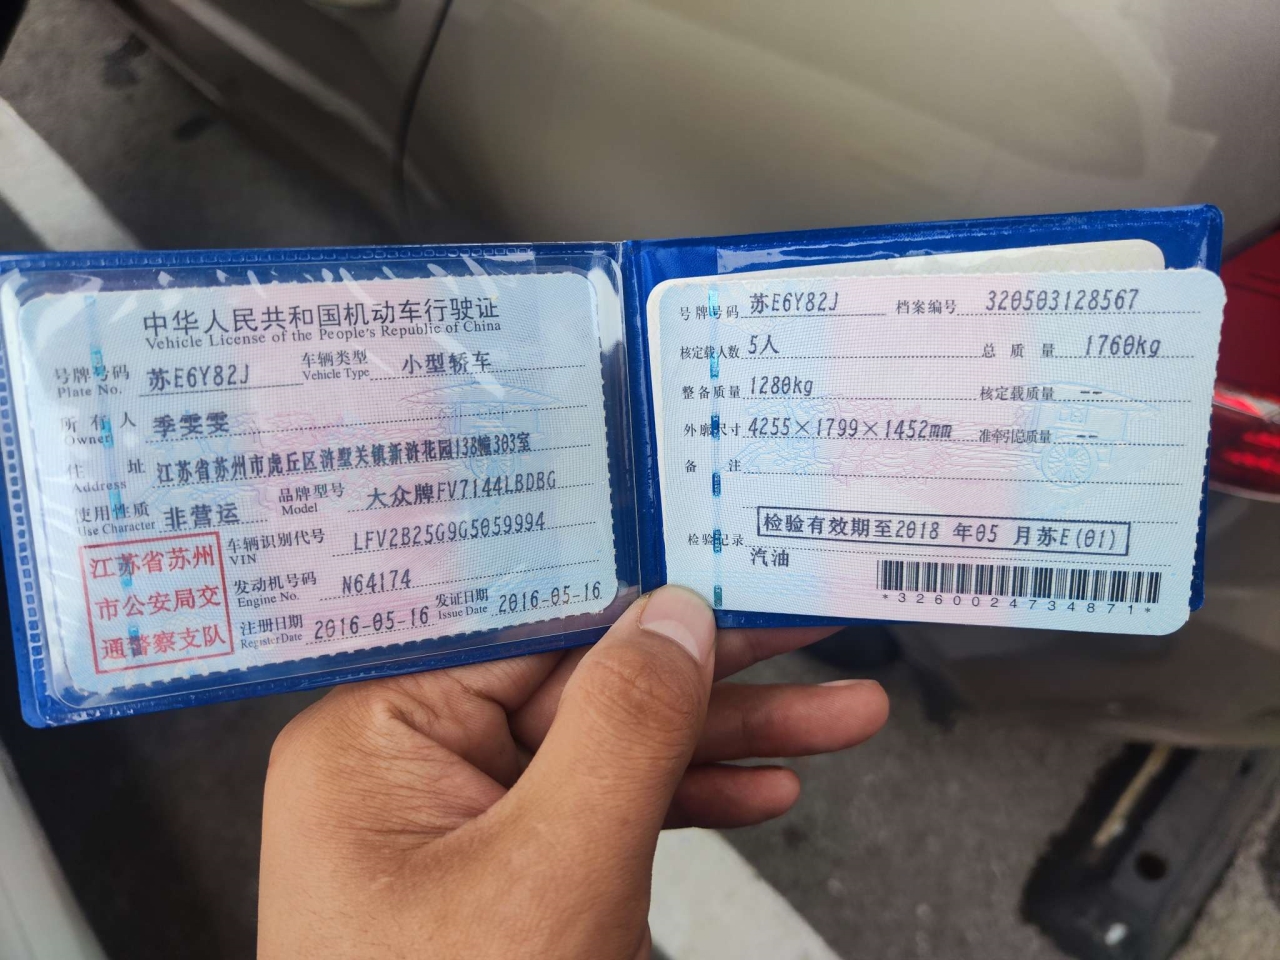 中华人民共和国机动车行驶证
Vehicle License of the People's Republic of China
号牌号码 苏E6Y82J 车辆类型 小型轿车
Plate No. Vehicle Type
所有人 季雯雯
Owner
住址 江苏省苏州市虎丘区浒墅关镇新浒花园138幢303室
Address
使用性质 非营运 品牌型号 大众牌FV7144LBDBG
Use Character Model
江苏省苏州
市公安局交
通警察支队
车辆识别代号 LFV2B25G9G5059994
VIN
发动机号码 N64174
Engine No.
注册日期 2016-05-16 发证日期 2016-05-16
Register Date Issue Date
号牌号码 苏E6Y82J 档案编号 320503128567
核定载人数 5人 总质量 1760kg
整备质量 1280kg 核定载质量 --
外廓尺寸 4255×1799×1452mm 准牵引总质量 --
备注
检验有效期至2018 年05 月苏E(01)
检验记录
汽油
*3260024734871*